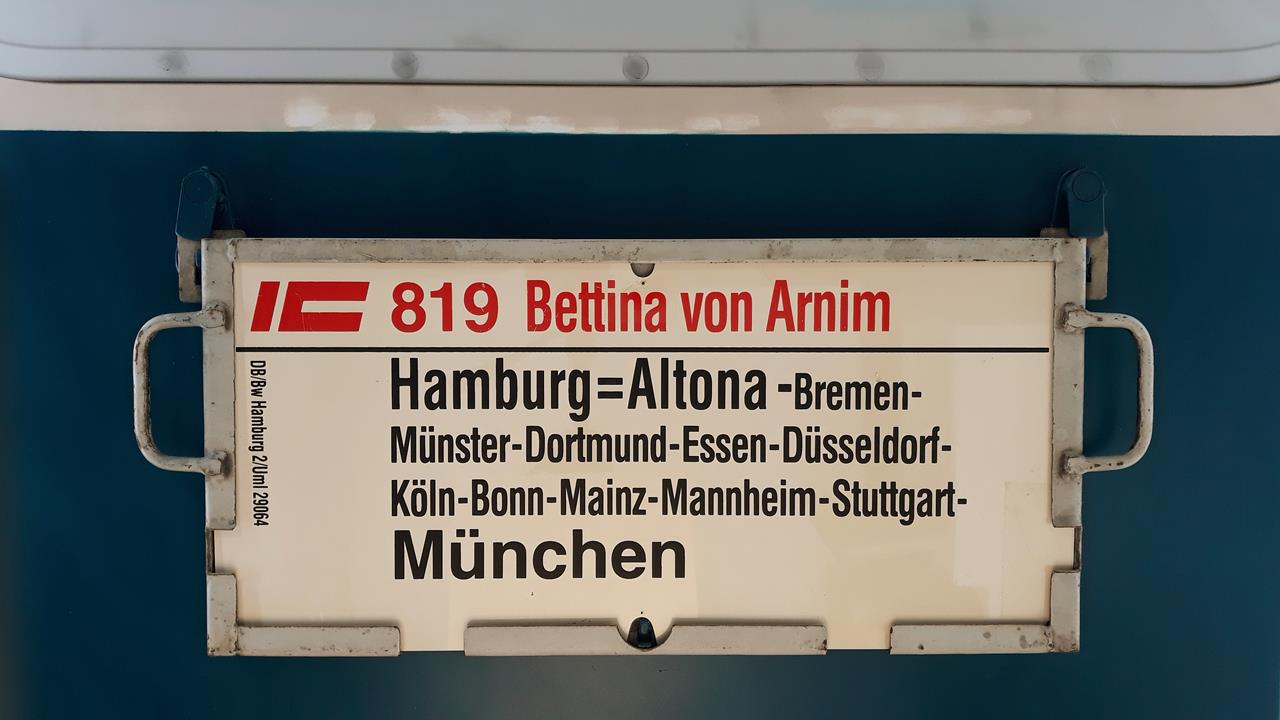 IC 819 Bettina von Arnim
DB/Bw Hamburg 2/Uml 29064
Hamburg=Altona-Bremen-
Münster-Dortmund-Essen-Düsseldorf-
Köln-Bonn-Mainz-Mannheim-Stuttgart-
München